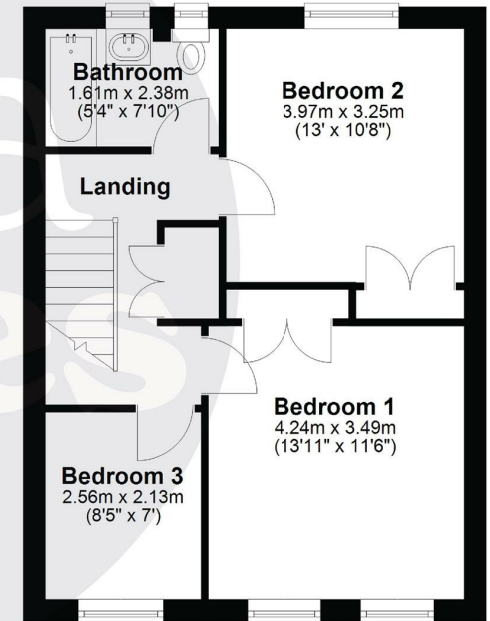 Bathroom
1.61m x 2.38m
(5'4" x 7'10")
Bedroom 2
3.97m x 3.25m
(13' x 10'8")
Landing
Bedroom 1
4.24m x 3.49m
(13'11" x 11'6")
Bedroom 3
2.56m x 2.13m
(8'5" x 7')